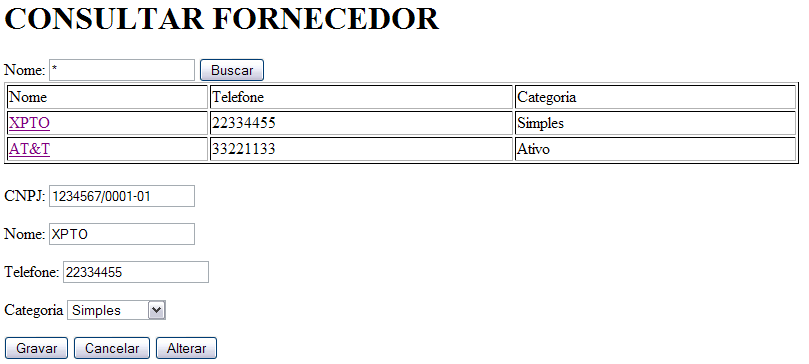 CONSULTAR FORNECEDOR
Nome: * Buscar
Nome Telefone Categoria
XPTO 22334455 Simples
AT&T 33221133 Ativo
CNPJ: 1234567/0001-01
Nome: XPTO
Telefone: 22334455
Categoria Simples
Gravar Cancelar Alterar